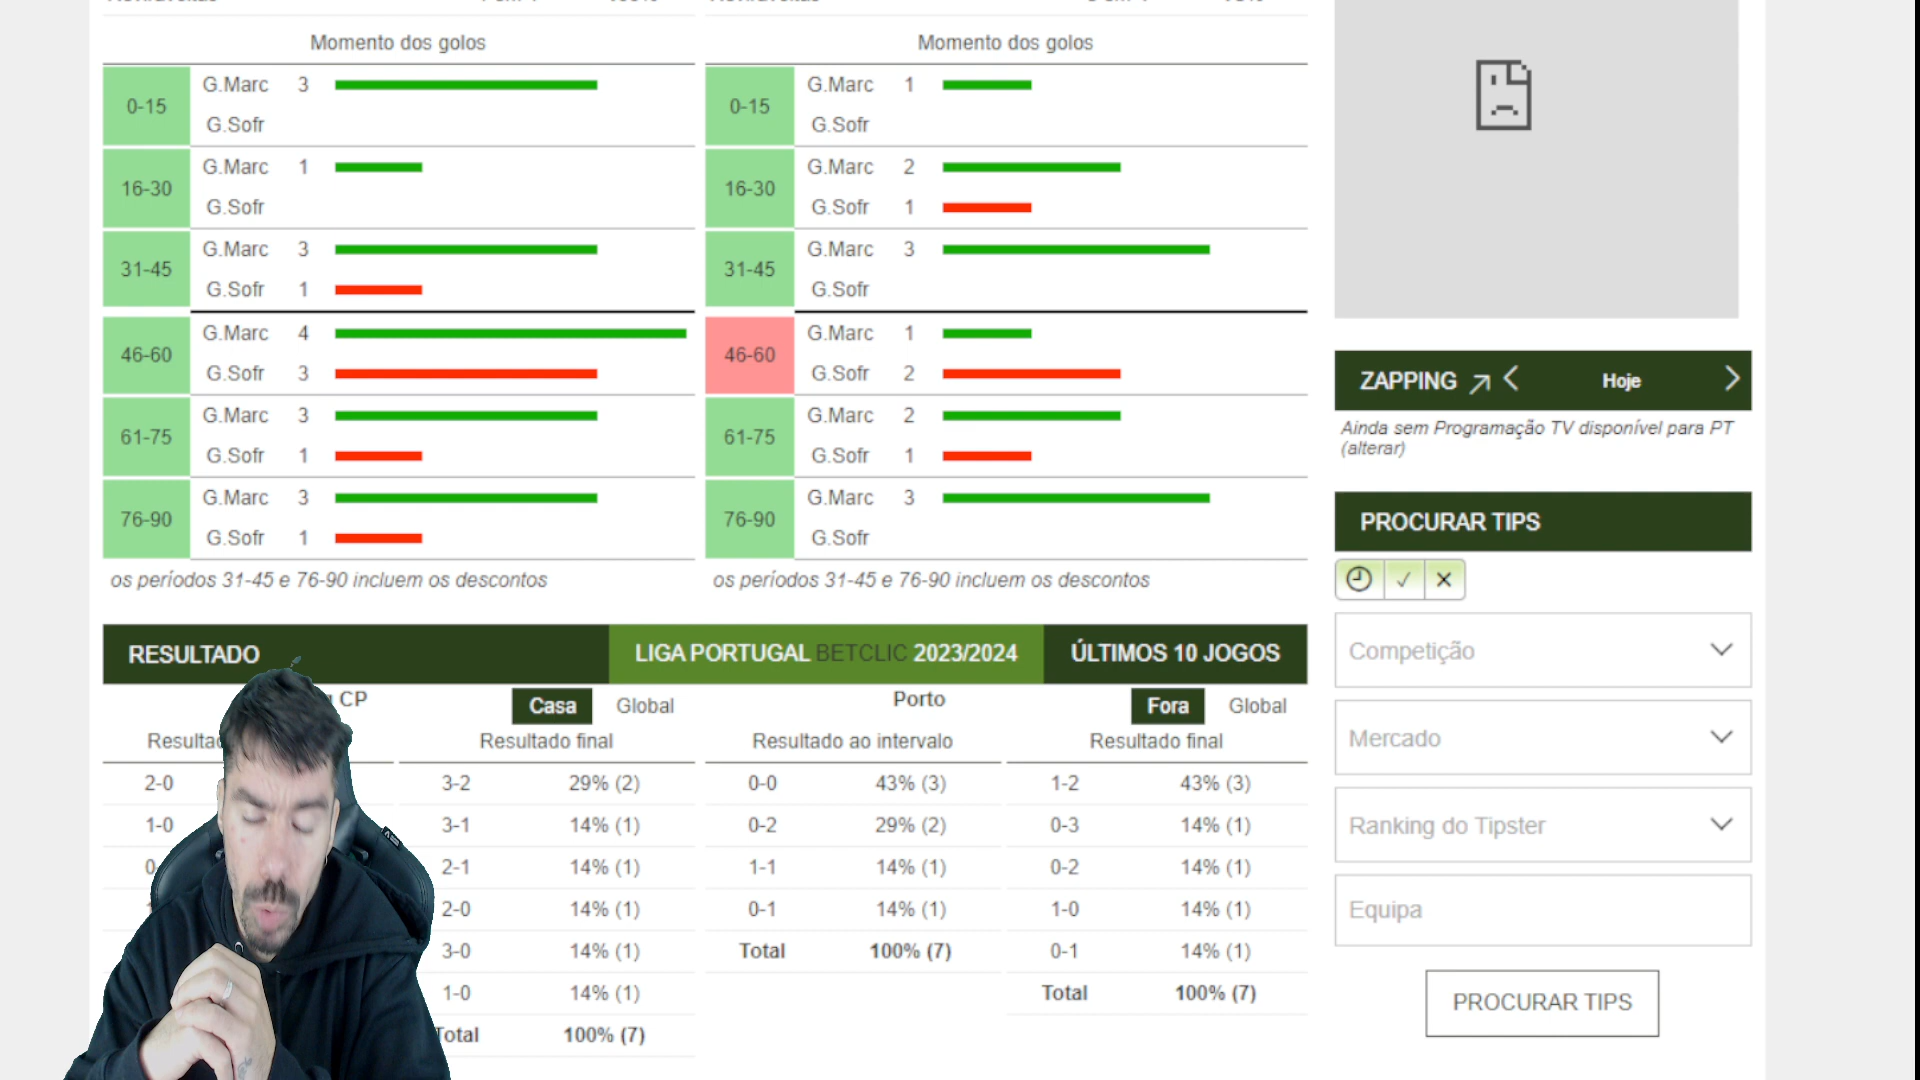 Momento dos golos
0-15
G.Marc 3
G.Sofr
16-30
G.Marc 1
G.Sofr
31-45
G.Marc 3
G.Sofr 1
46-60
G.Marc 4
G.Sofr 3
61-75
G.Marc 3
G.Sofr 1
76-90
G.Marc 3
G.Sofr 1
os períodos 31-45 e 76-90 incluem os descontos
Momento dos golos
0-15
G.Marc 1
G.Sofr
16-30
G.Marc 2
G.Sofr 1
31-45
G.Marc 3
G.Sofr
46-60
G.Marc 1
G.Sofr 2
61-75
G.Marc 2
G.Sofr 1
76-90
G.Marc 3
G.Sofr
os períodos 31-45 e 76-90 incluem os descontos
RESULTADO LIGA PORTUGAL BETCLIC 2023/2024 ÚLTIMOS 10 JOGOS
CP Casa Global
Resultado final
2-0
1-0
3-2 29% (2)
3-1 14% (1)
2-1 14% (1)
2-0 14% (1)
3-0 14% (1)
1-0 14% (1)
100% (7)
Porto Fora Global
Resultado ao intervalo
0-0 43% (3)
0-2 29% (2)
1-1 14% (1)
0-1 14% (1)
Total 100% (7)
Resultado final
1-2 43% (3)
0-3 14% (1)
0-2 14% (1)
1-0 14% (1)
0-1 14% (1)
Total 100% (7)
ZAPPING Hoje
Ainda sem Programação TV disponível para PT
(alterar)
PROCURAR TIPS
Competição
Mercado
Ranking do Tipster
Equipa
PROCURAR TIPS